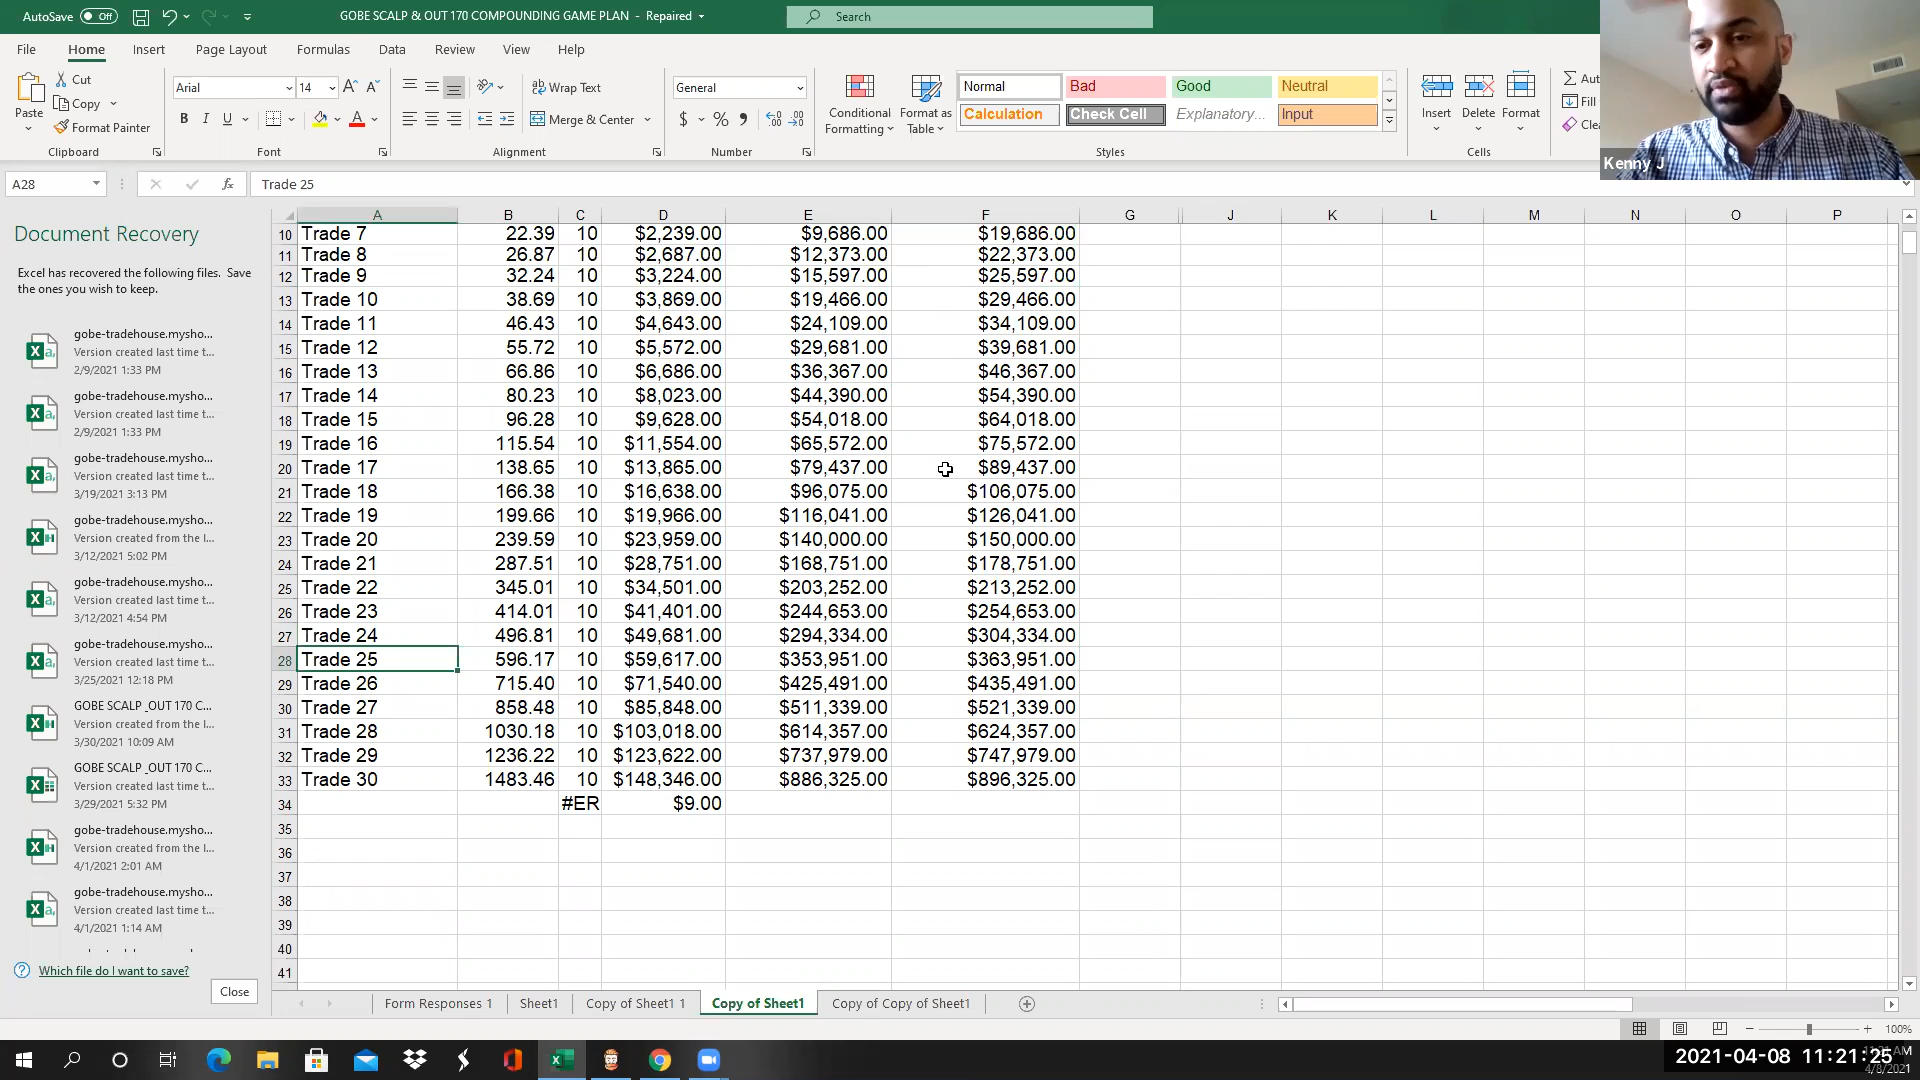 AutoSave Off GOBE SCALP & OUT 170 COMPOUNDING GAME PLAN - Repaired Search
File Home Insert Page Layout Formulas Data Review View Help
Paste Cut Copy Format Painter
Clipboard
Arial 14
B I U
Font
Wrap Text
Merge & Center
Alignment
General
$ %
Number
Conditional Formatting Format as Table
Normal Bad Good Neutral
Calculation Check Cell Explanatory... Input
Styles
Insert Delete Format
Cells
Fill
Kenny J
A28 fx Trade 25
Document Recovery
Excel has recovered the following files. Save
the ones you wish to keep.
gobe-tradehouse.mysho...
Version created last time t...
2/9/2021 1:33 PM
gobe-tradehouse.mysho...
Version created last time t...
2/9/2021 1:33 PM
gobe-tradehouse.mysho...
Version created last time t...
3/19/2021 3:13 PM
gobe-tradehouse.mysho...
Version created from the l...
3/12/2021 5:02 PM
gobe-tradehouse.mysho...
Version created last time t...
3/12/2021 4:54 PM
gobe-tradehouse.mysho...
Version created last time t...
3/25/2021 12:18 PM
GOBE SCALP _OUT 170 C...
Version created from the l...
3/30/2021 10:09 AM
GOBE SCALP _OUT 170 C...
Version created last time t...
3/29/2021 5:32 PM
gobe-tradehouse.mysho...
Version created from the l...
4/1/2021 2:01 AM
gobe-tradehouse.mysho...
Version created last time t...
4/1/2021 1:14 AM
Which file do I want to save?
Close
A B C D E F G J K L M N O P
10 Trade 7 22.39 10 $2,239.00 $9,686.00 $19,686.00
11 Trade 8 26.87 10 $2,687.00 $12,373.00 $22,373.00
12 Trade 9 32.24 10 $3,224.00 $15,597.00 $25,597.00
13 Trade 10 38.69 10 $3,869.00 $19,466.00 $29,466.00
14 Trade 11 46.43 10 $4,643.00 $24,109.00 $34,109.00
15 Trade 12 55.72 10 $5,572.00 $29,681.00 $39,681.00
16 Trade 13 66.86 10 $6,686.00 $36,367.00 $46,367.00
17 Trade 14 80.23 10 $8,023.00 $44,390.00 $54,390.00
18 Trade 15 96.28 10 $9,628.00 $54,018.00 $64,018.00
19 Trade 16 115.54 10 $11,554.00 $65,572.00 $75,572.00
20 Trade 17 138.65 10 $13,865.00 $79,437.00 $89,437.00
21 Trade 18 166.38 10 $16,638.00 $96,075.00 $106,075.00
22 Trade 19 199.66 10 $19,966.00 $116,041.00 $126,041.00
23 Trade 20 239.59 10 $23,959.00 $140,000.00 $150,000.00
24 Trade 21 287.51 10 $28,751.00 $168,751.00 $178,751.00
25 Trade 22 345.01 10 $34,501.00 $203,252.00 $213,252.00
26 Trade 23 414.01 10 $41,401.00 $244,653.00 $254,653.00
27 Trade 24 496.81 10 $49,681.00 $294,334.00 $304,334.00
28 Trade 25 596.17 10 $59,617.00 $353,951.00 $363,951.00
29 Trade 26 715.40 10 $71,540.00 $425,491.00 $435,491.00
30 Trade 27 858.48 10 $85,848.00 $511,339.00 $521,339.00
31 Trade 28 1030.18 10 $103,018.00 $614,357.00 $624,357.00
32 Trade 29 1236.22 10 $123,622.00 $737,979.00 $747,979.00
33 Trade 30 1483.46 10 $148,346.00 $886,325.00 $896,325.00
34 #ER $9.00
35
36
37
38
39
40
41
Form Responses 1 Sheet1 Copy of Sheet1 1 Copy of Sheet1 Copy of Copy of Sheet1
100%
2021-04-08 11:21:25
4/8/2021